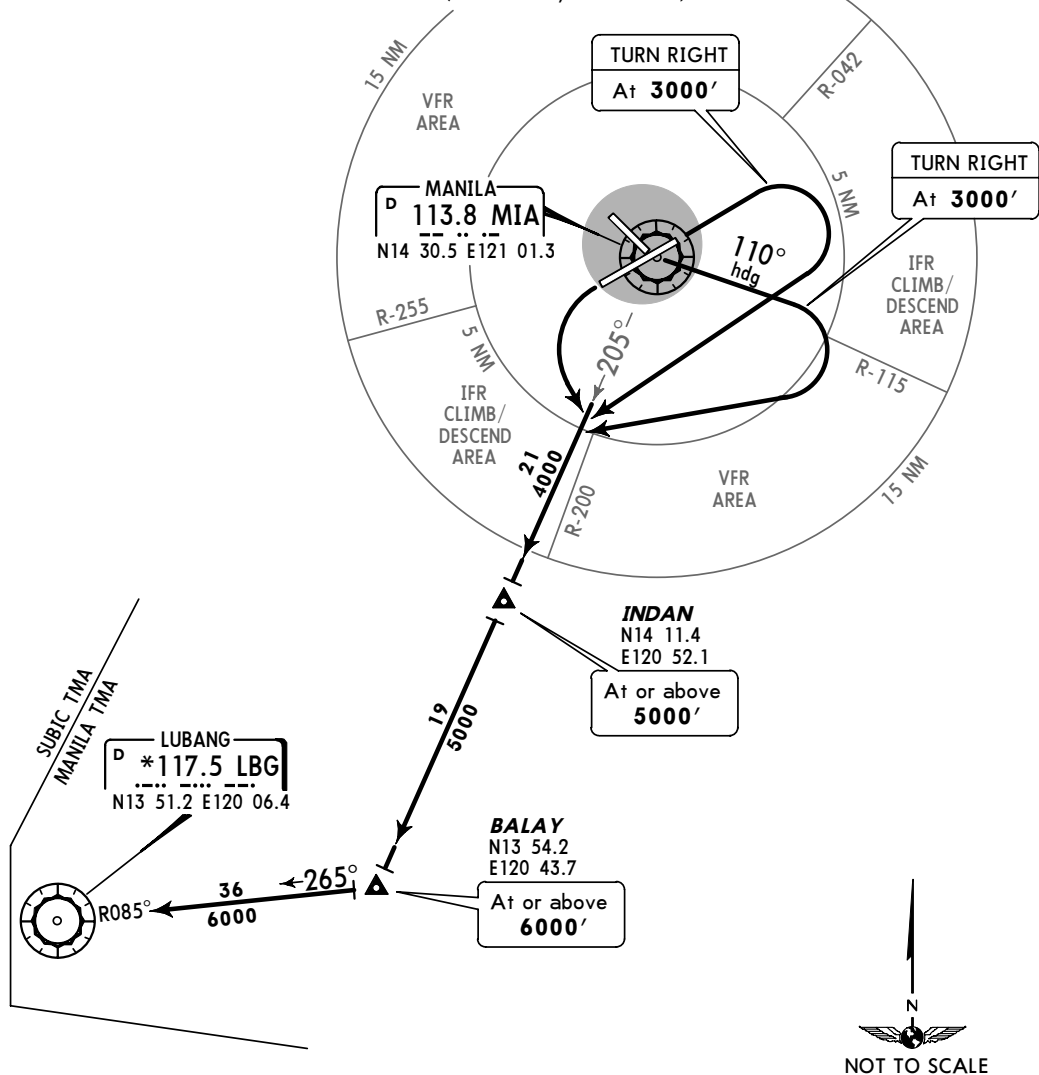 15 NM
VFR
AREA
TURN RIGHT
At 3000′
R-042
5 NM
TURN RIGHT
At 3000′
MANILA
D 113.8 MIA
N14 30.5 E121 01.3
110°
hdg
IFR
CLIMB/
DESCEND
AREA
R-255
5 NM
205°
R-115
IFR
CLIMB/
DESCEND
AREA
21
4000
R-200
VFR
AREA
15 NM
INDAN
N14 11.4
E120 52.1
At or above
5000′
19
5000
SUBIC TMA
MANILA TMA
LUBANG
D *117.5 LBG
N13 51.2 E120 06.4
BALAY
N13 54.2
E120 43.7
At or above
6000′
265°
36
6000
R085°
N
NOT TO SCALE